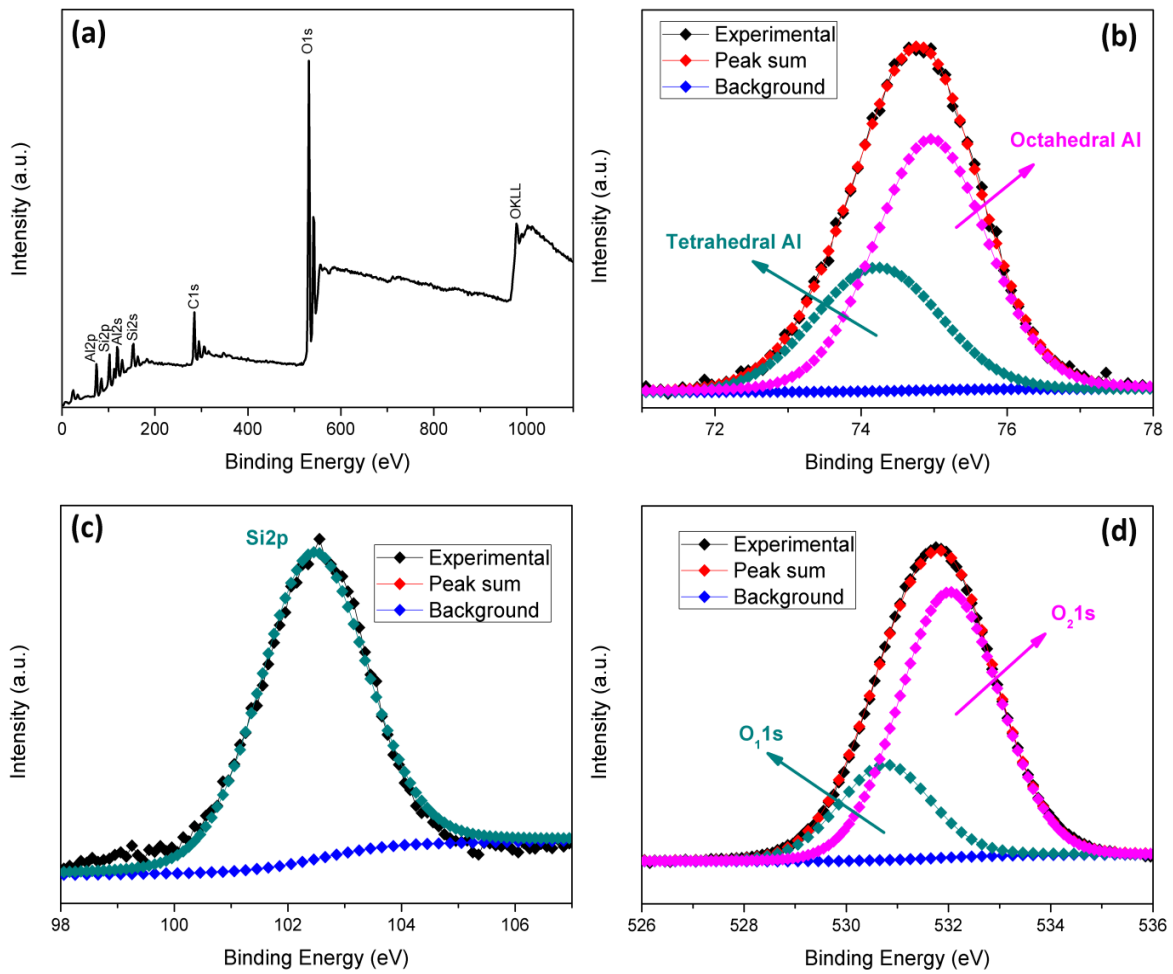 (a)
O1s
OKLL
C1s
Al2p
Si2p
Al2s
Si2s
Intensity (a.u.)
0 200 400 600 800 1000
Binding Energy (eV)
(b)
Experimental
Peak sum
Background
Octahedral Al
Tetrahedral Al
Intensity (a.u.)
72 74 76 78
Binding Energy (eV)
(c)
Si2p
Experimental
Peak sum
Background
Intensity (a.u.)
98 100 102 104 106
Binding Energy (eV)
(d)
Experimental
Peak sum
Background
O₂1s
O₁1s
Intensity (a.u.)
526 528 530 532 534 536
Binding Energy (eV)